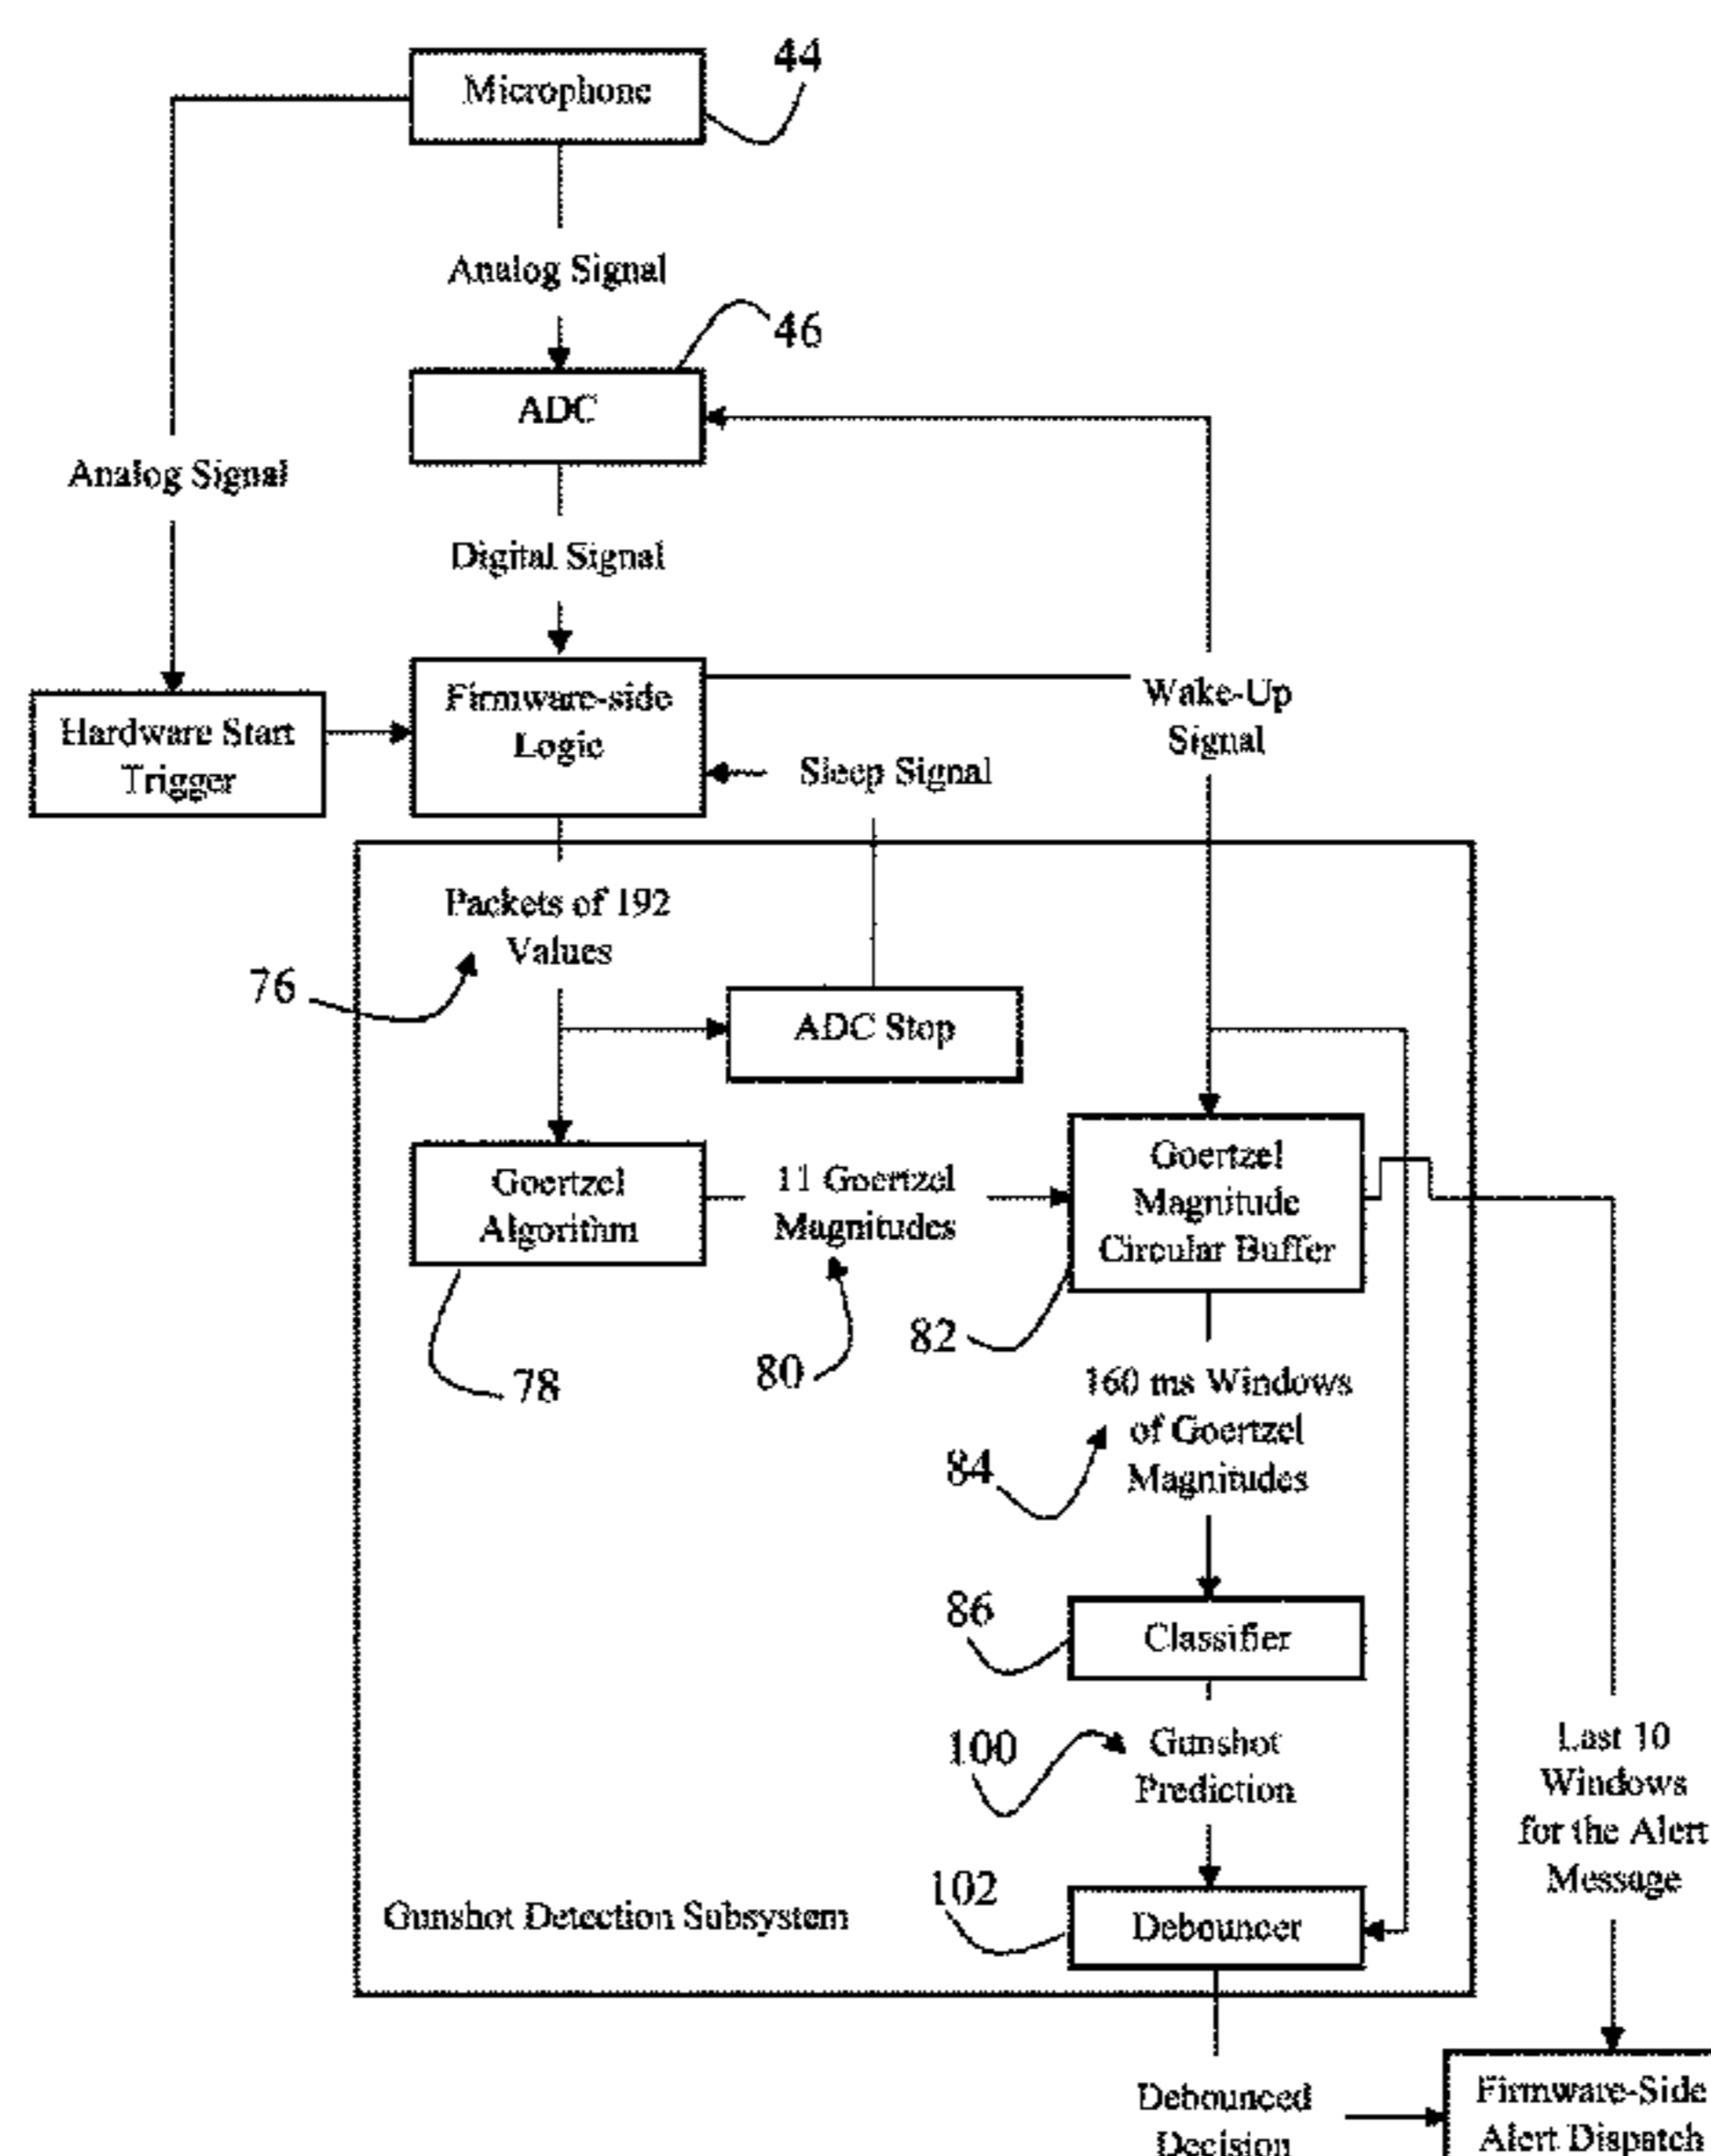 44
Microphone
Analog Signal
46
ADC
Analog Signal
Digital Signal
Firmware-side
Logic
Wake-Up
Signal
Hardware Start
Trigger
Sleep Signal
Packets of 192
Values
76
ADC Stop
Goertzel
Algorithm
11 Goertzel
Magnitudes
Goertzel
Magnitude
Circular Buffer
82
80
78
160 ms Windows
of Goertzel
Magnitudes
84
86
Classifier
100
Gunshot
Prediction
Last 10
Windows
for the Alert
Message
102
Debouncer
Gunshot Detection Subsystem
Debounced
Decision
Firmware-Side
Alert Dispatch